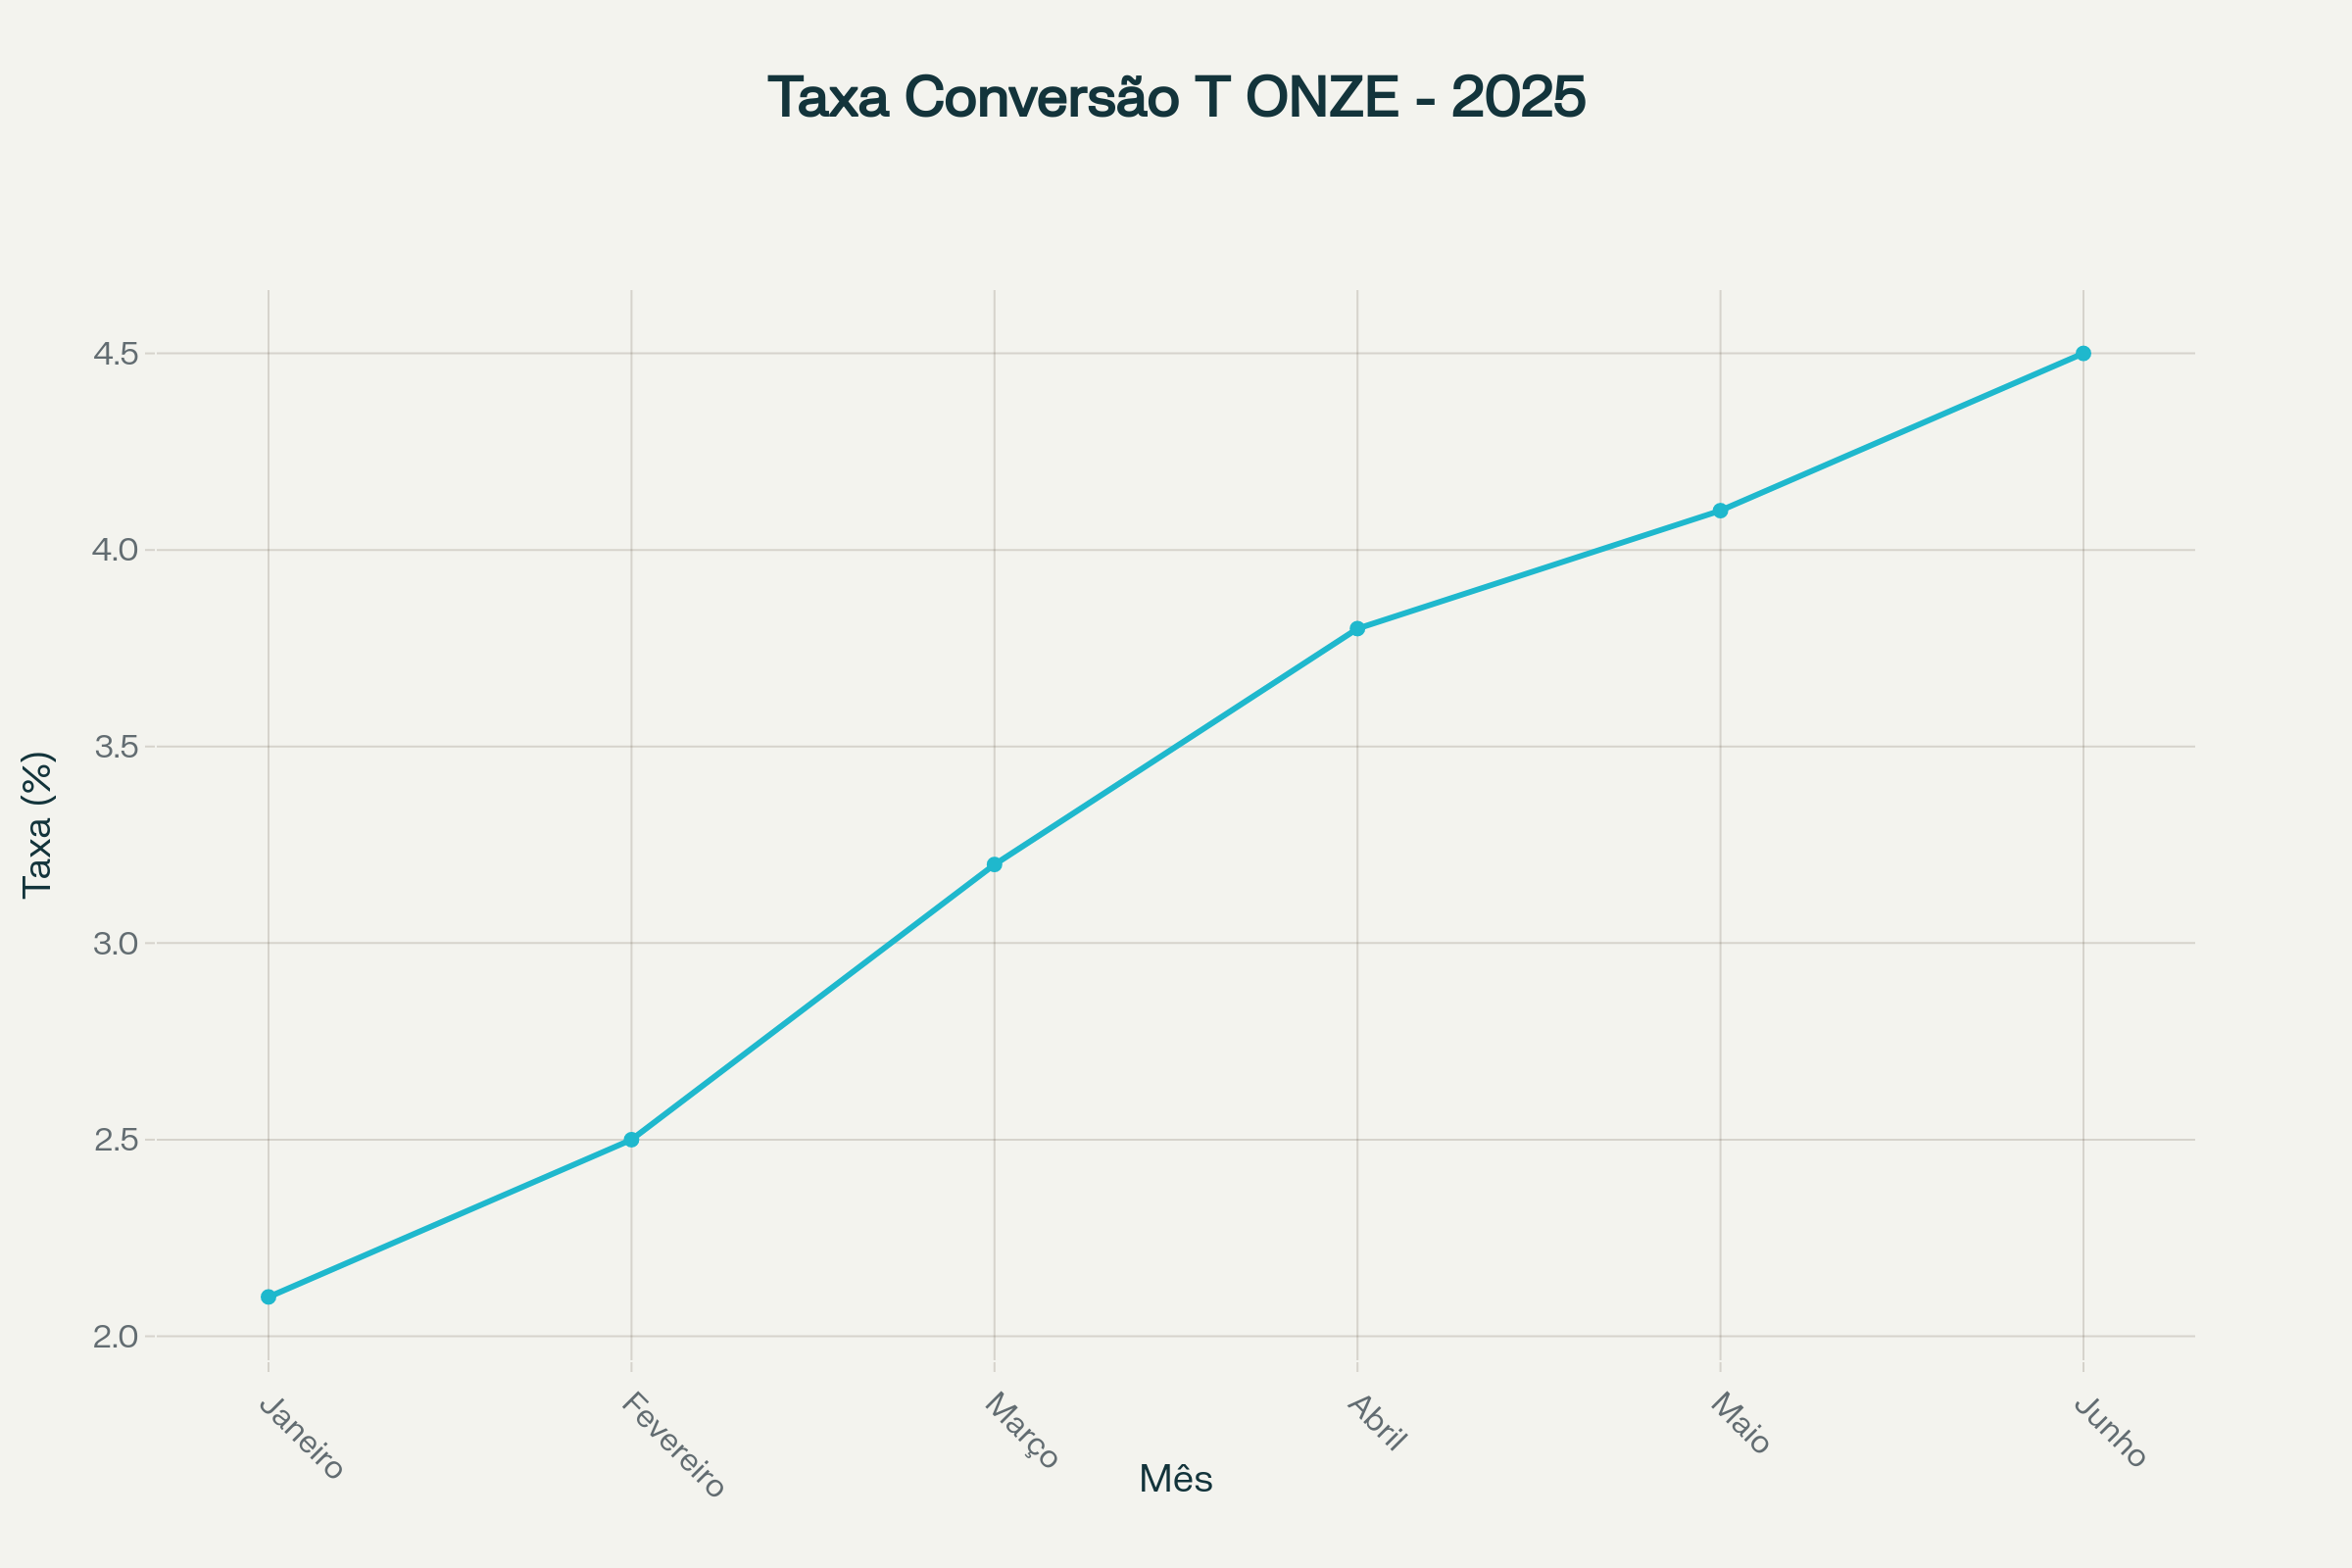 Taxa Conversão T ONZE - 2025
Taxa (%)
4.5
4.0
3.5
3.0
2.5
2.0
Janeiro
Fevereiro
Março
Abril
Maio
Junho
Mês